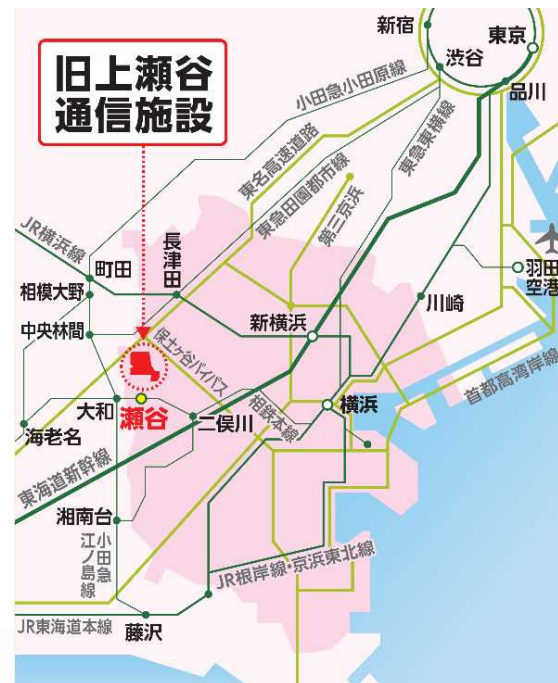 旧上瀬谷
通信施設
新宿
東京
渋谷
品川
小田急小田原線
東名高速道路
東急田園都市線
東急東横線
第三京浜
JR横浜線
町田
長津田
相模大野
羽田
空港
川崎
新横浜
中央林間
保土ヶ谷バイパス
首都高湾岸線
大和
瀬谷
二俣川
相鉄本線
横浜
海老名
東海道新幹線
湘南台
小田急
江ノ島線
JR根岸線・京浜東北線
JR東海道本線
藤沢